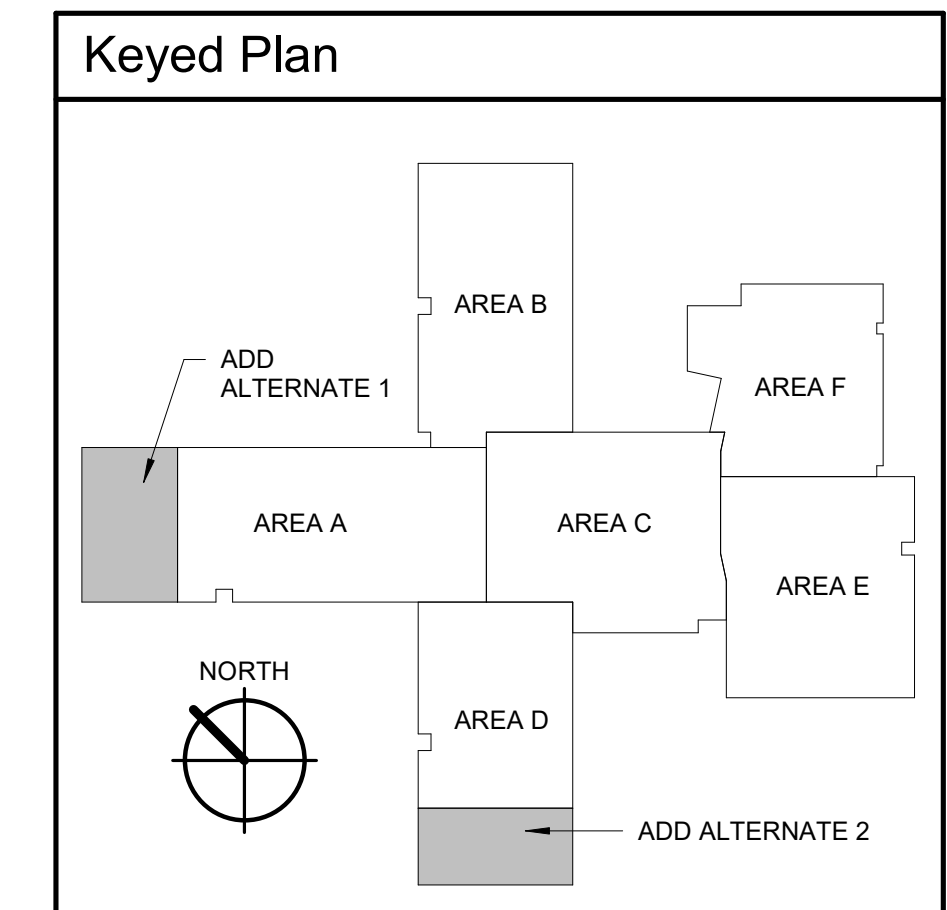 Keyed Plan
AREA B
ADD
ALTERNATE 1
AREA F
AREA A
AREA C
AREA E
NORTH
AREA D
ADD ALTERNATE 2